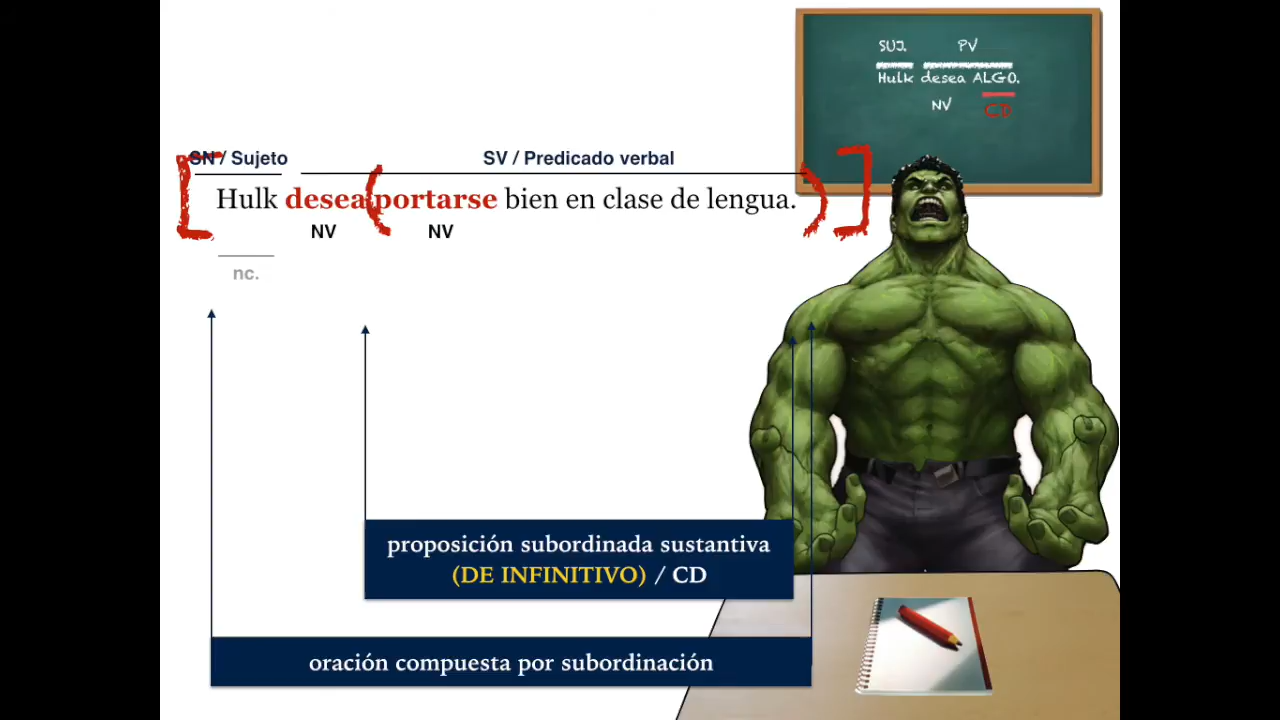 SUJ. PV
Hulk desea ALGO.
NV CD
SN / Sujeto SV / Predicado verbal
Hulk desea portarse bien en clase de lengua.
NV NV
nc.
proposición subordinada sustantiva
(DE INFINITIVO) / CD
oración compuesta por subordinación